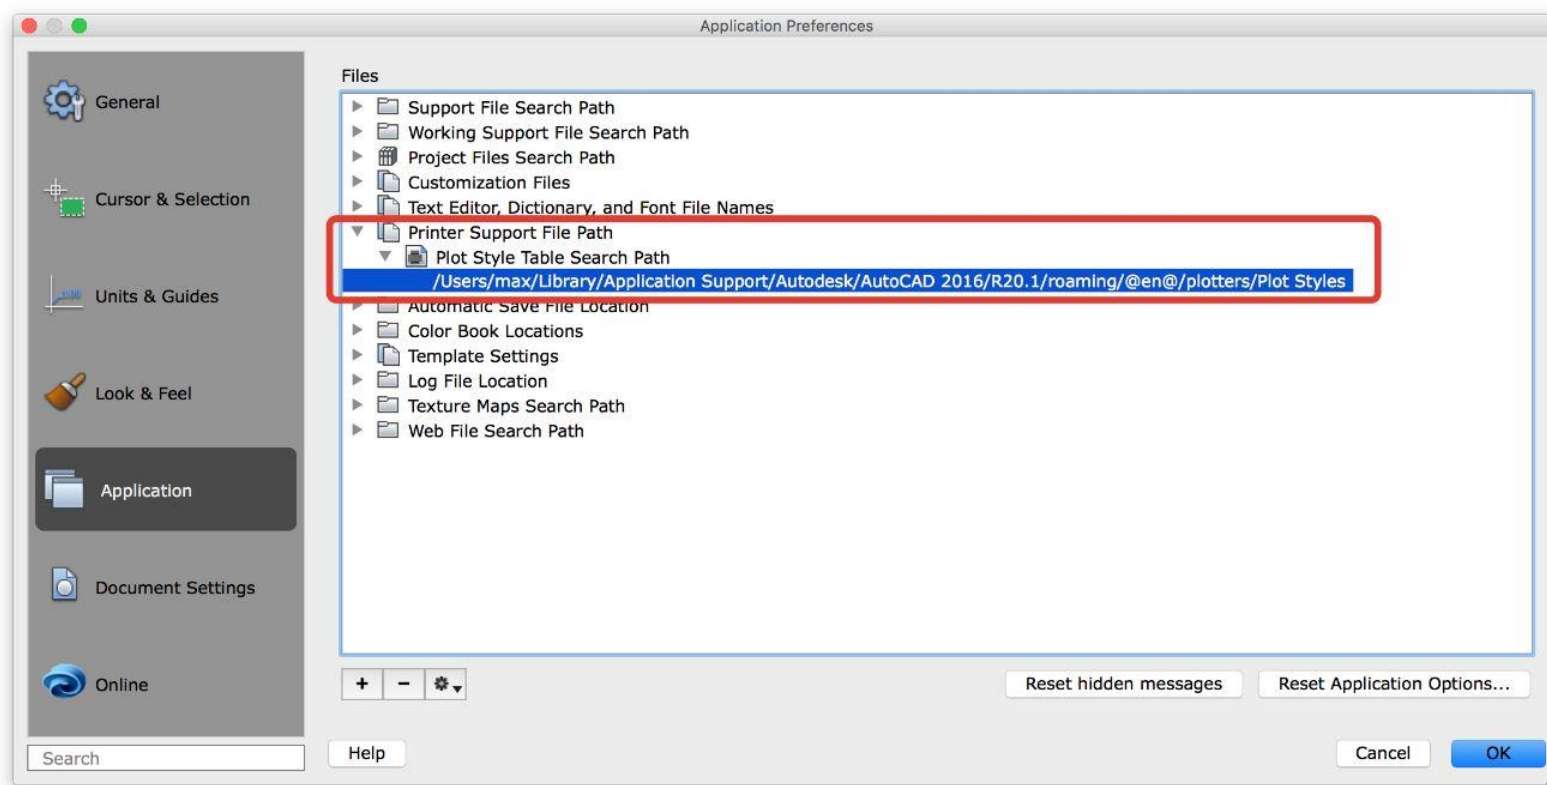 Application Preferences
General
Cursor & Selection
Units & Guides
Look & Feel
Application
Document Settings
Online
Search
Files
Support File Search Path
Working Support File Search Path
Project Files Search Path
Customization Files
Text Editor, Dictionary, and Font File Names
Printer Support File Path
Plot Style Table Search Path
/Users/max/Library/Application Support/Autodesk/AutoCAD 2016/R20.1/roaming/@en@/plotters/Plot Styles
Automatic Save File Location
Color Book Locations
Template Settings
Log File Location
Texture Maps Search Path
Web File Search Path
Reset hidden messages
Reset Application Options...
Help
Cancel
OK